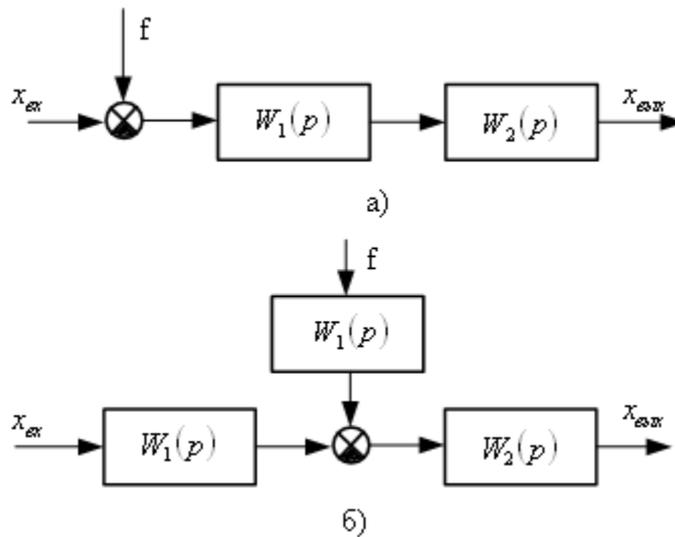 f
x_вх
W₁(p)
W₂(p)
x_вых
а)
f
W₁(p)
x_вх
W₁(p)
W₂(p)
x_вых
б)